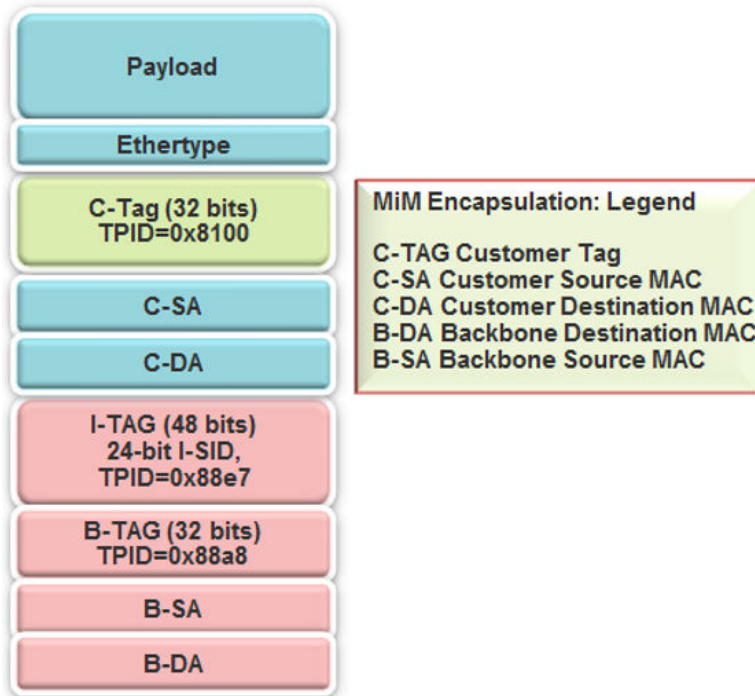 Payload
Ethertype
C-Tag (32 bits)
TPID=0x8100
C-SA
C-DA
I-TAG (48 bits)
24-bit I-SID,
TPID=0x88e7
B-TAG (32 bits)
TPID=0x88a8
B-SA
B-DA
MiM Encapsulation: Legend
C-TAG Customer Tag
C-SA Customer Source MAC
C-DA Customer Destination MAC
B-DA Backbone Destination MAC
B-SA Backbone Source MAC